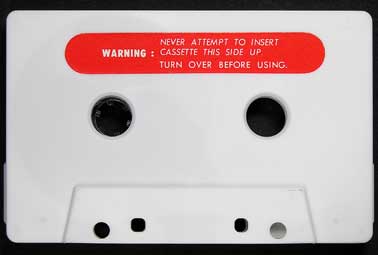 NEVER ATTEMPT TO INSERT
WARNING : CASSETTE THIS SIDE UP.
TURN OVER BEFORE USING.